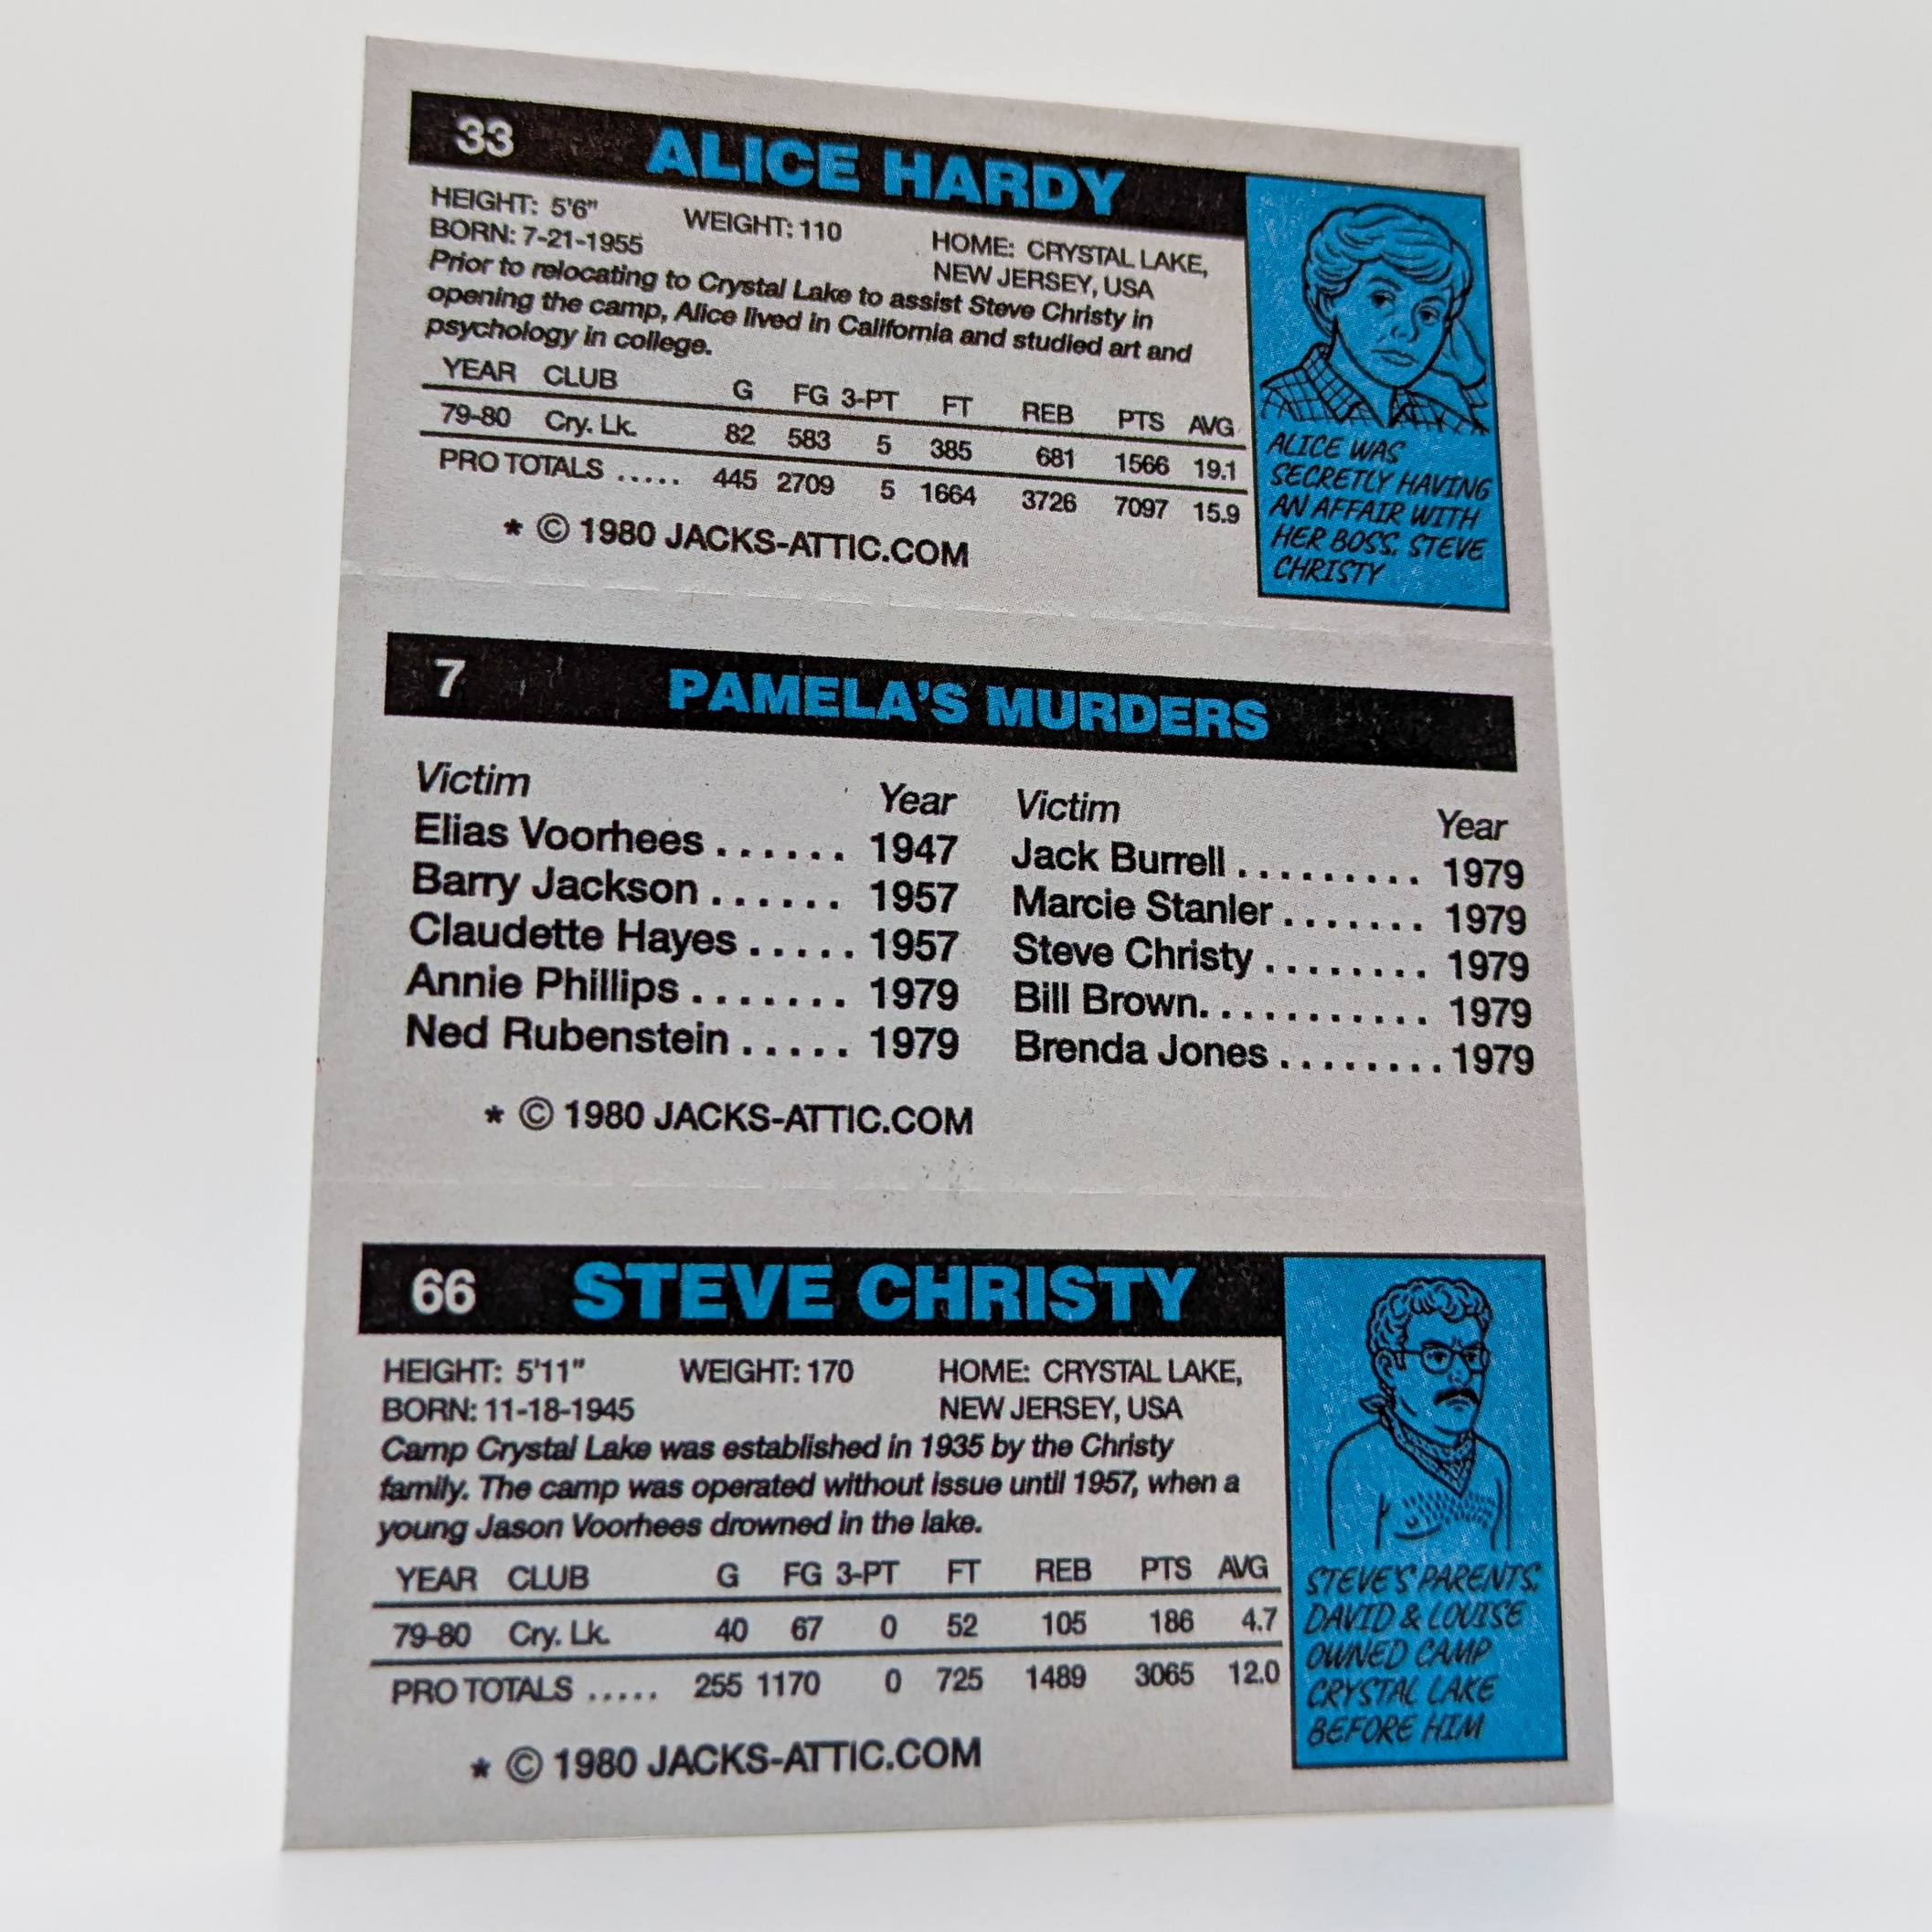 33 ALICE HARDY
HEIGHT: 5'6" WEIGHT: 110 HOME: CRYSTAL LAKE,
BORN: 7-21-1955 NEW JERSEY, USA
Prior to relocating to Crystal Lake to assist Steve Christy in
opening the camp, Alice lived in California and studied art and
psychology in college.
YEAR CLUB G FG 3-PT FT REB PTS AVG
79-80 Cry. Lk. 82 583 5 385 681 1566 19.1
PRO TOTALS ..... 445 2709 5 1664 3726 7097 15.9
* © 1980 JACKS-ATTIC.COM
ALICE WAS
SECRETLY HAVING
AN AFFAIR WITH
HER BOSS, STEVE
CHRISTY
7 PAMELA'S MURDERS
Victim Year Victim Year
Elias Voorhees ...... 1947 Jack Burrell ......... 1979
Barry Jackson ...... 1957 Marcie Stanler ....... 1979
Claudette Hayes ..... 1957 Steve Christy ........ 1979
Annie Phillips ....... 1979 Bill Brown........... 1979
Ned Rubenstein ..... 1979 Brenda Jones ........ 1979
* © 1980 JACKS-ATTIC.COM
66 STEVE CHRISTY
HEIGHT: 5'11" WEIGHT: 170 HOME: CRYSTAL LAKE,
BORN: 11-18-1945 NEW JERSEY, USA
Camp Crystal Lake was established in 1935 by the Christy
family. The camp was operated without issue until 1957, when a
young Jason Voorhees drowned in the lake.
YEAR CLUB G FG 3-PT FT REB PTS AVG
79-80 Cry. Lk. 40 67 0 52 105 186 4.7
PRO TOTALS ..... 255 1170 0 725 1489 3065 12.0
* © 1980 JACKS-ATTIC.COM
STEVE'S PARENTS,
DAVID & LOUISE
OWNED CAMP
CRYSTAL LAKE
BEFORE HIM